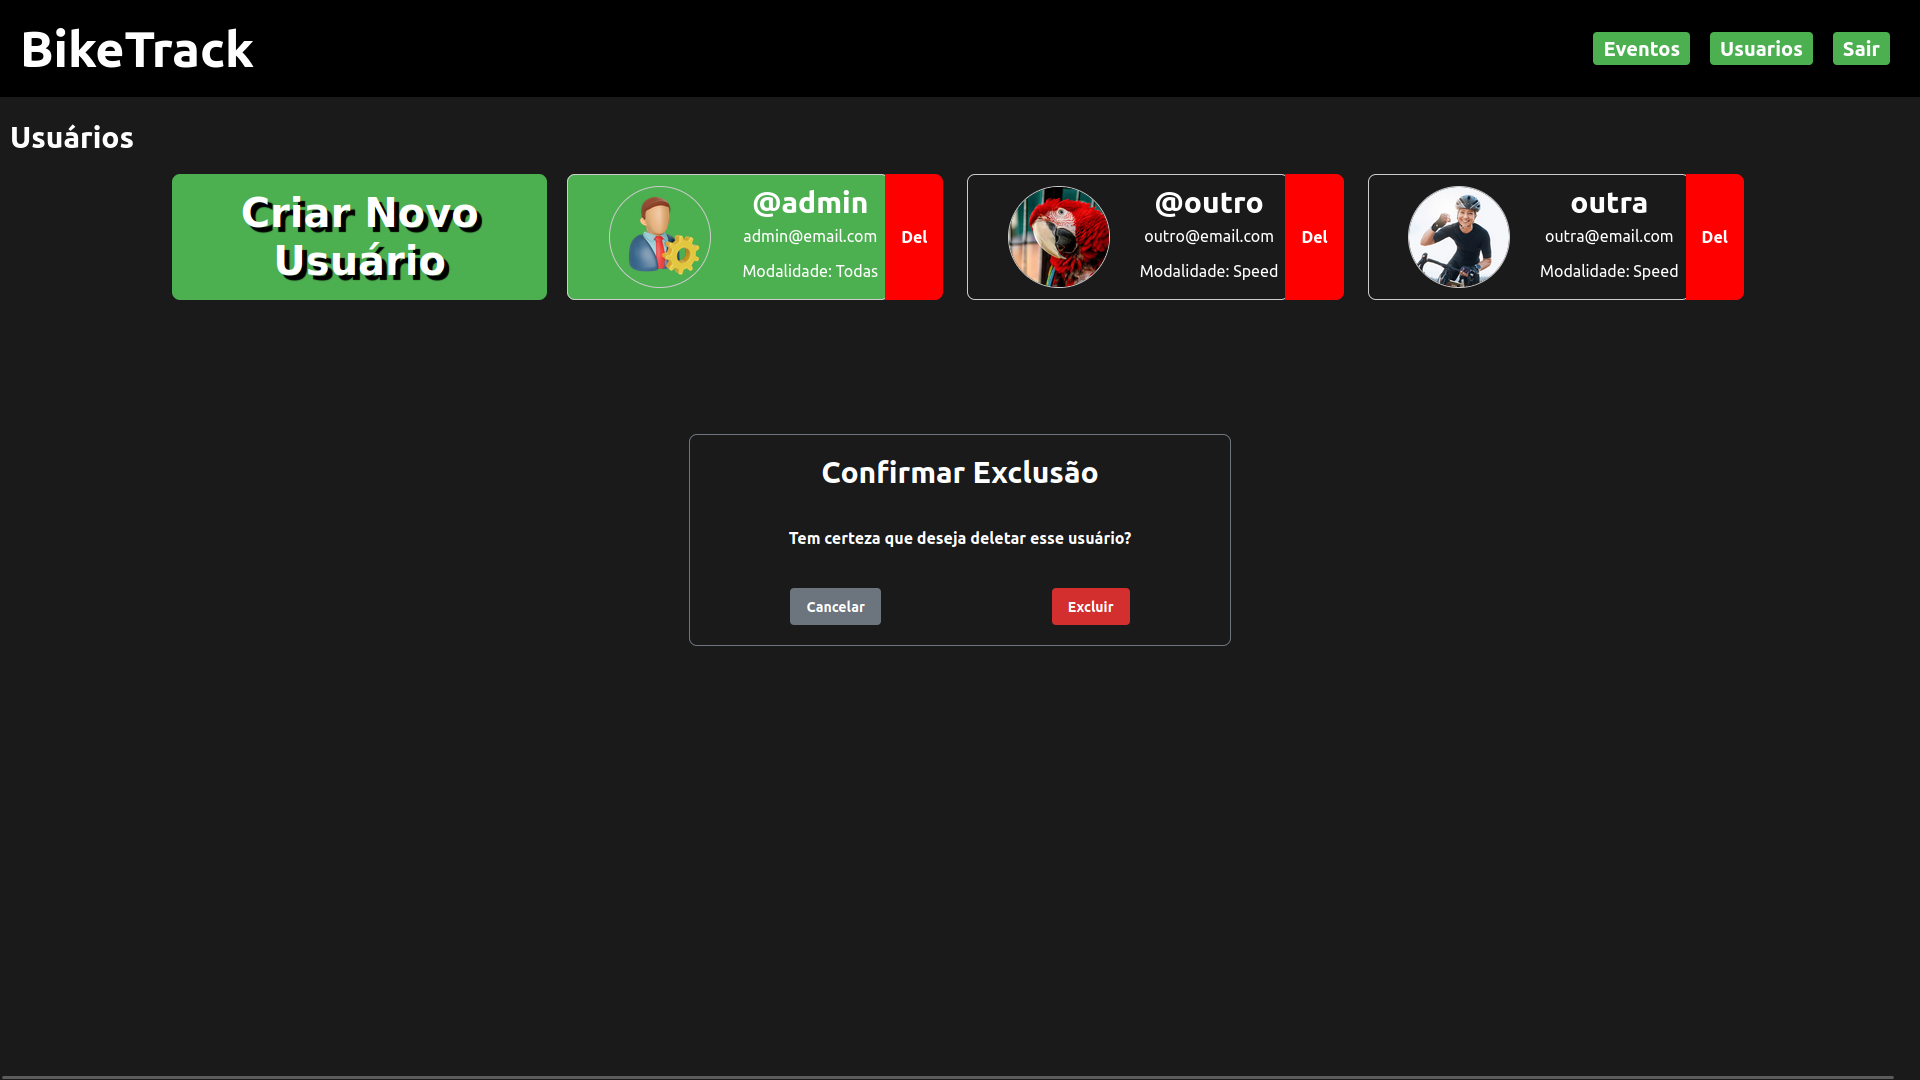 BikeTrack
Eventos
Usuarios
Sair
Usuários
Criar Novo
Usuário
@admin
admin@email.com
Modalidade: Todas
Del
@outro
outro@email.com
Modalidade: Speed
Del
outra
outra@email.com
Modalidade: Speed
Del
Confirmar Exclusão
Tem certeza que deseja deletar esse usuário?
Cancelar
Excluir